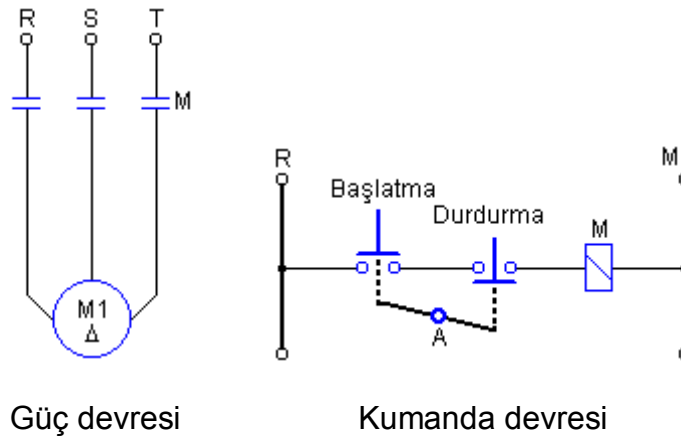 R S T
M
M1
Δ
R
M
Başlatma
Durdurma
M
A
Güç devresi
Kumanda devresi